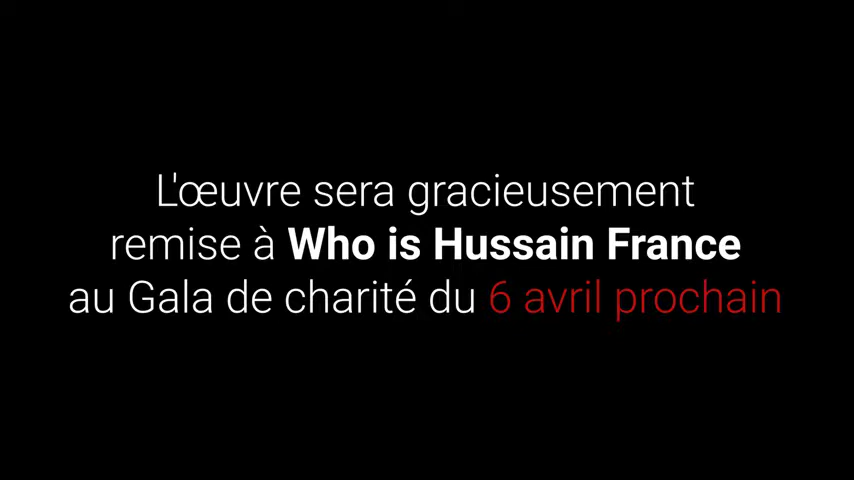 L'œuvre sera gracieusement
remise à Who is Hussain France
au Gala de charité du 6 avril prochain